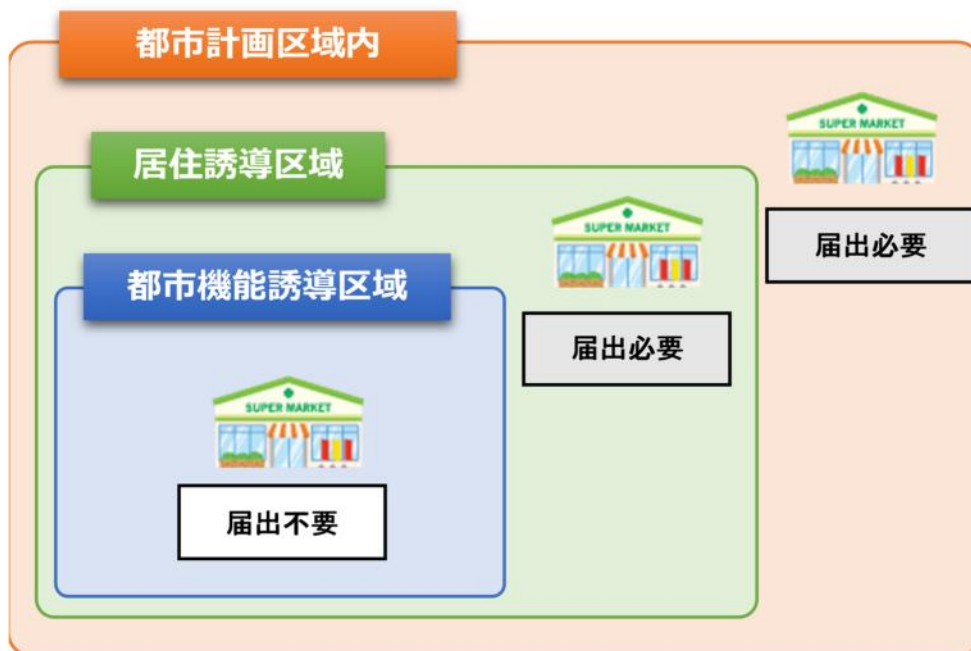 都市計画区域内
SUPER MARKET
届出必要
居住誘導区域
SUPER MARKET
届出必要
都市機能誘導区域
SUPER MARKET
届出不要